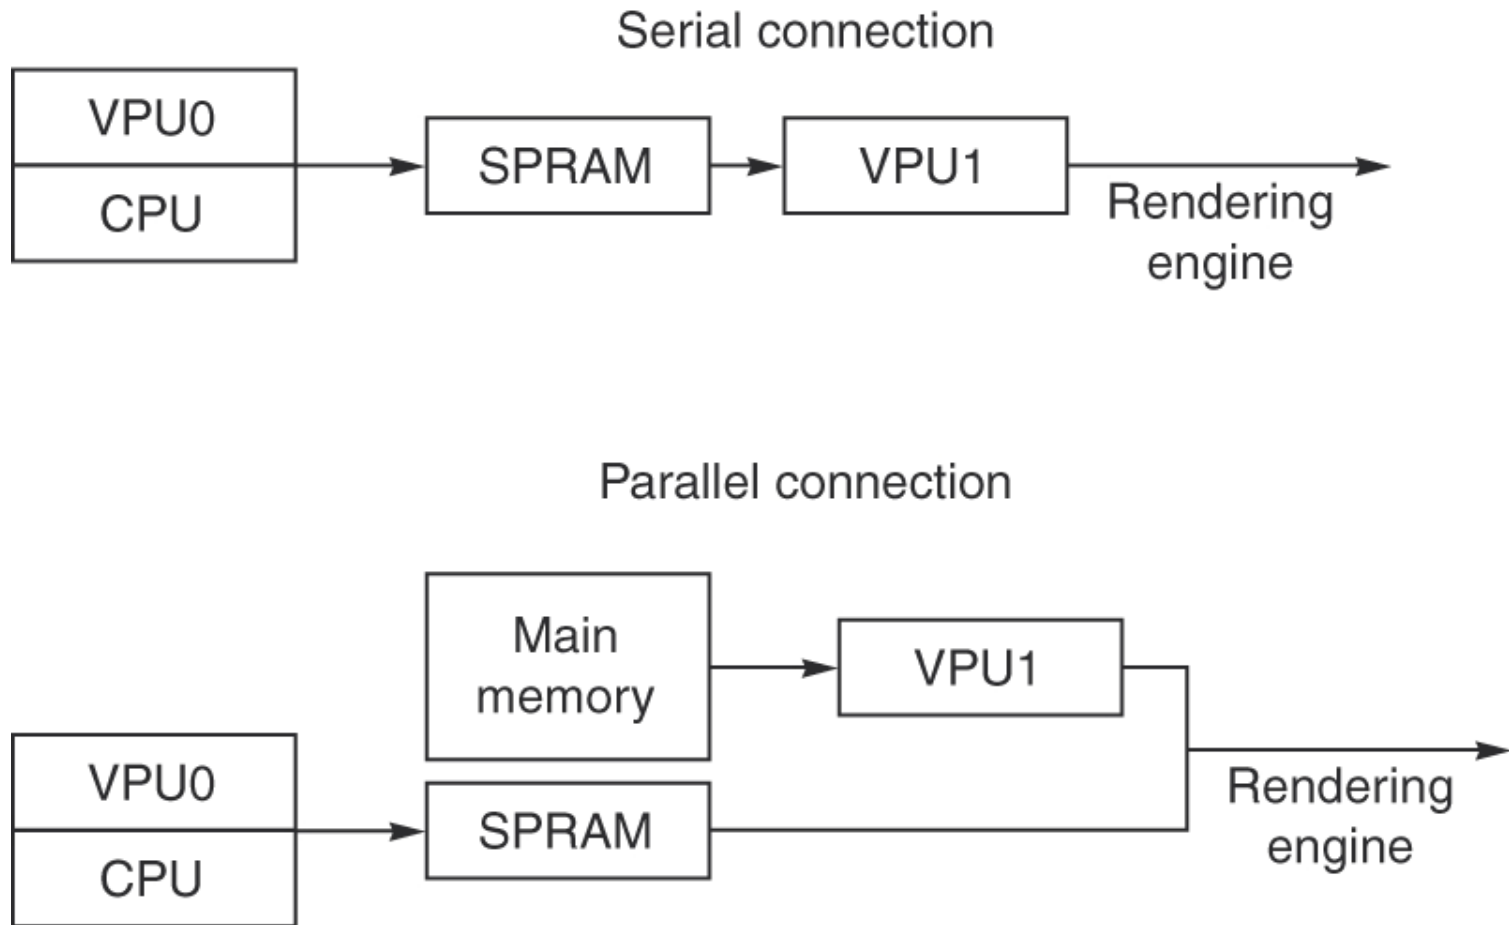 Serial connection
VPU0
CPU
SPRAM
VPU1
Rendering
engine
Parallel connection
Main
memory
VPU1
VPU0
CPU
SPRAM
Rendering
engine